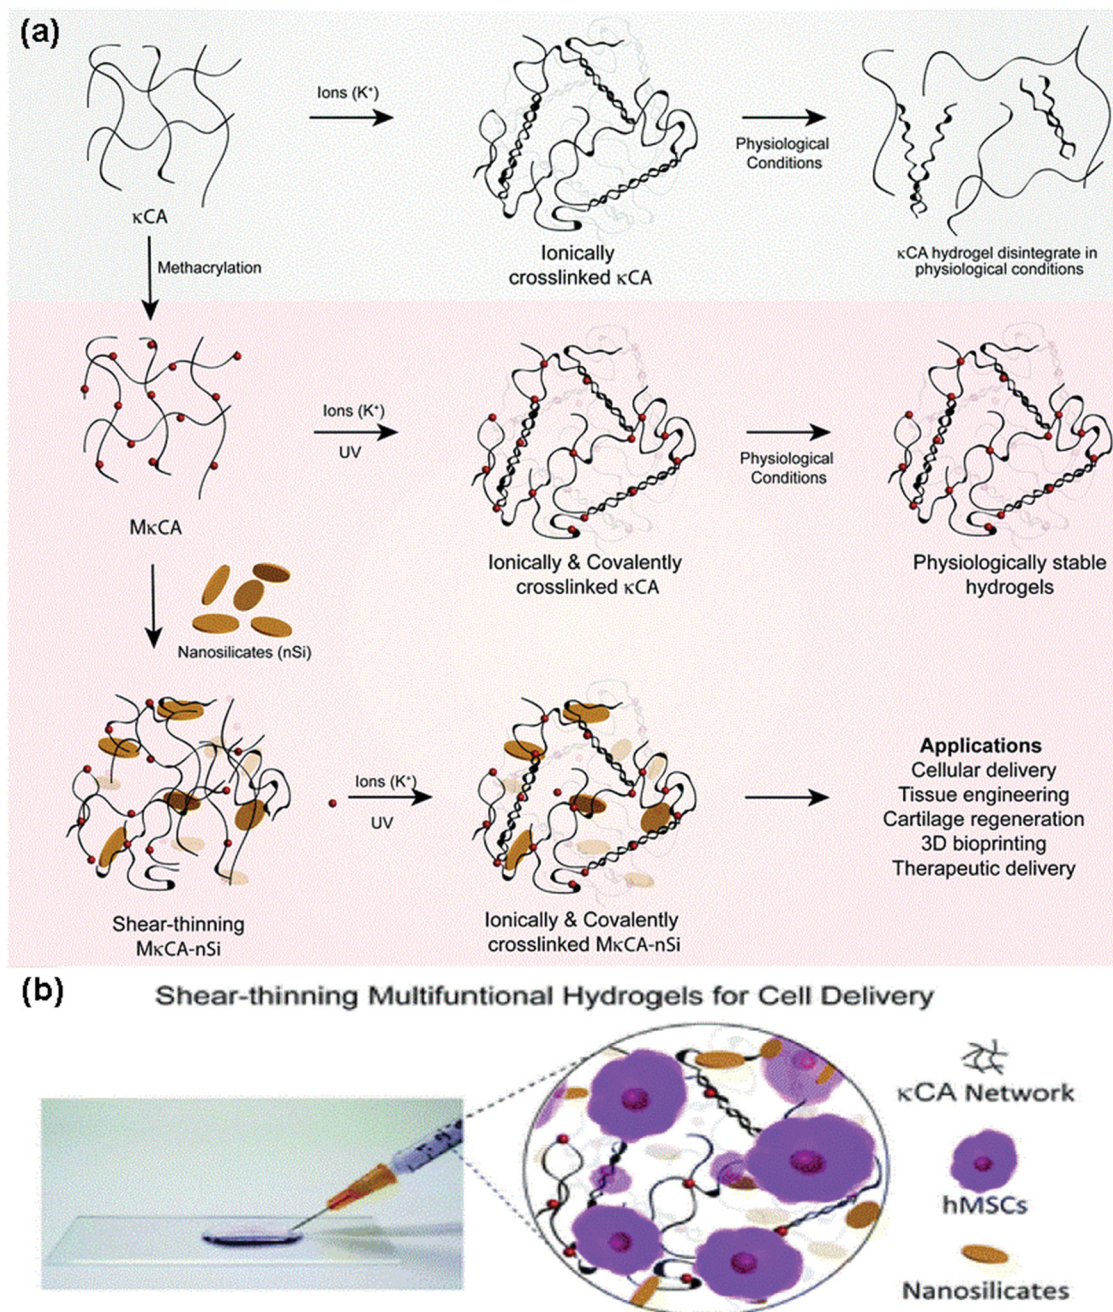 (a)
κCA
Ions (K⁺)
Ionically
crosslinked κCA
Physiological
Conditions
κCA hydrogel disintegrate in
physiological conditions
Methacrylation
MκCA
Ions (K⁺)
UV
Ionically & Covalently
crosslinked κCA
Physiological
Conditions
Physiologically stable
hydrogels
Nanosilicates (nSi)
Shear-thinning
MκCA-nSi
Ions (K⁺)
UV
Ionically & Covalently
crosslinked MκCA-nSi
Applications
Cellular delivery
Tissue engineering
Cartilage regeneration
3D bioprinting
Therapeutic delivery
(b)
Shear-thinning Multifuntional Hydrogels for Cell Delivery
κCA Network
hMSCs
Nanosilicates